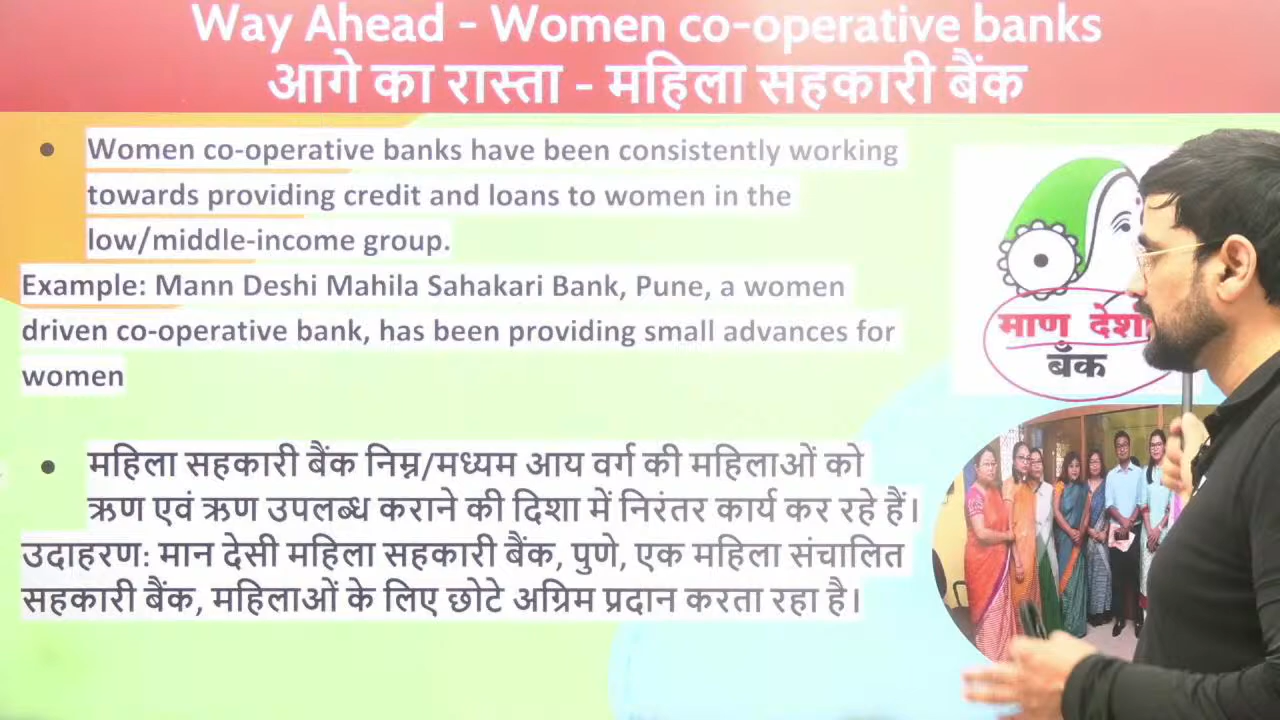 Way Ahead - Women co-operative banks
आगे का रास्ता - महिला सहकारी बैंक
• Women co-operative banks have been consistently working
towards providing credit and loans to women in the
low/middle-income group.
Example: Mann Deshi Mahila Sahakari Bank, Pune, a women
driven co-operative bank, has been providing small advances for
women
माण देशी
बँक
• महिला सहकारी बैंक निम्न/मध्यम आय वर्ग की महिलाओं को
ऋण एवं ऋण उपलब्ध कराने की दिशा में निरंतर कार्य कर रहे हैं।
उदाहरण: मान देसी महिला सहकारी बैंक, पुणे, एक महिला संचालित
सहकारी बैंक, महिलाओं के लिए छोटे अग्रिम प्रदान करता रहा है।